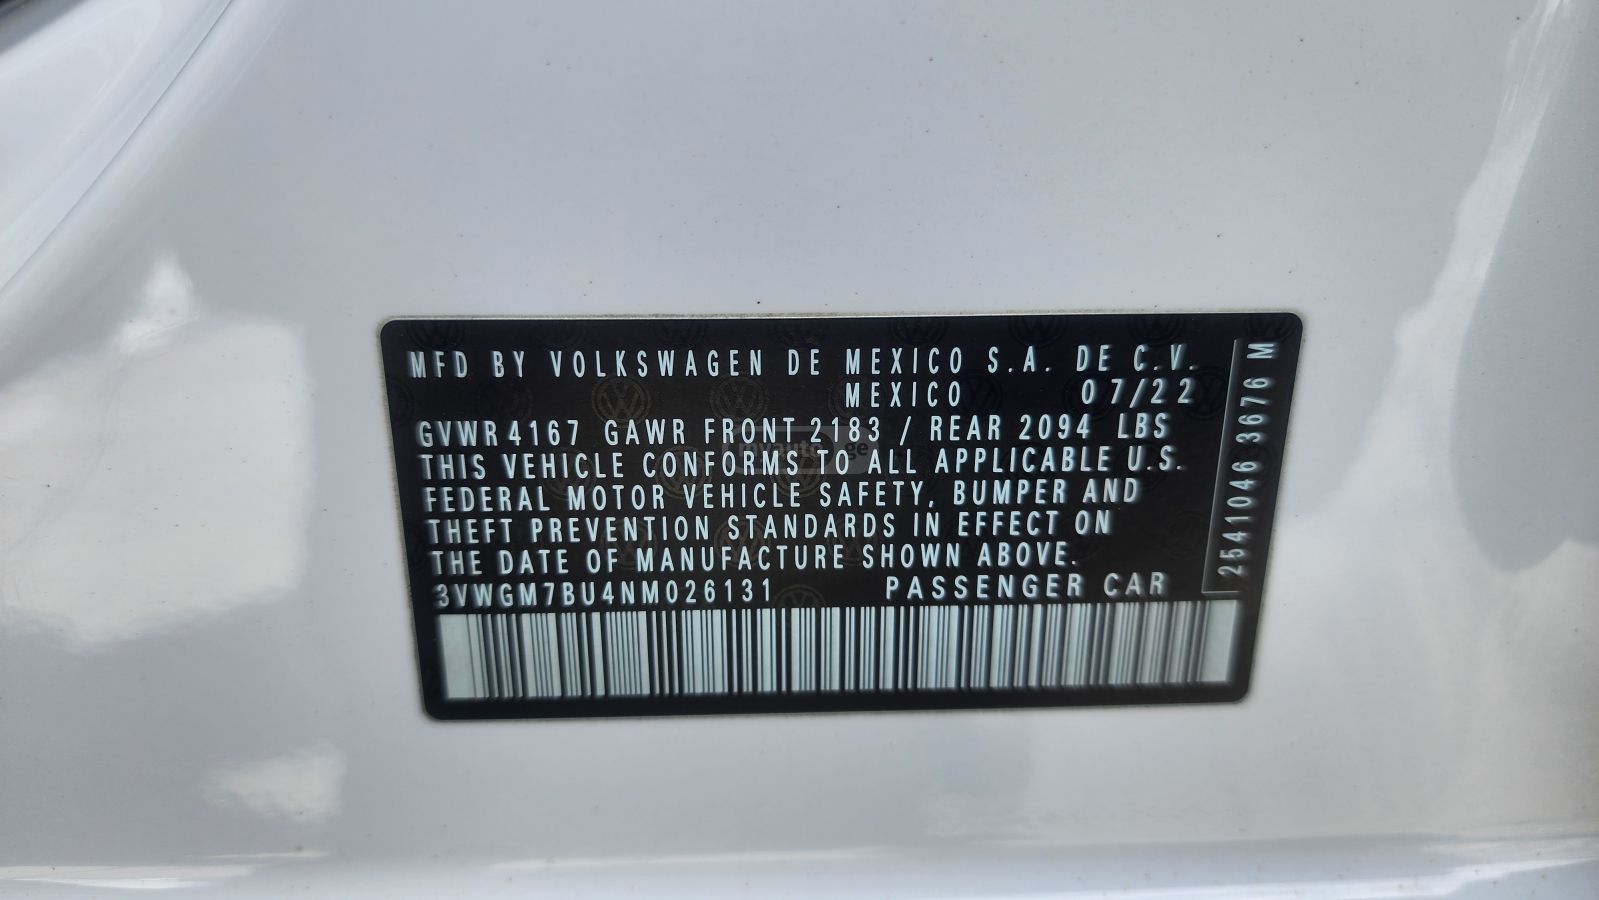 MFD BY VOLKSWAGEN DE MEXICO S.A. DE C.V.
MEXICO 07/22
GVWR 4167 GAWR FRONT 2183 / REAR 2094 LBS
myauto.ge
THIS VEHICLE CONFORMS TO ALL APPLICABLE U.S.
FEDERAL MOTOR VEHICLE SAFETY, BUMPER AND
THEFT PREVENTION STANDARDS IN EFFECT ON
THE DATE OF MANUFACTURE SHOWN ABOVE.
3VWGM7BU4NM026131 PASSENGER CAR
2541046 3676 M